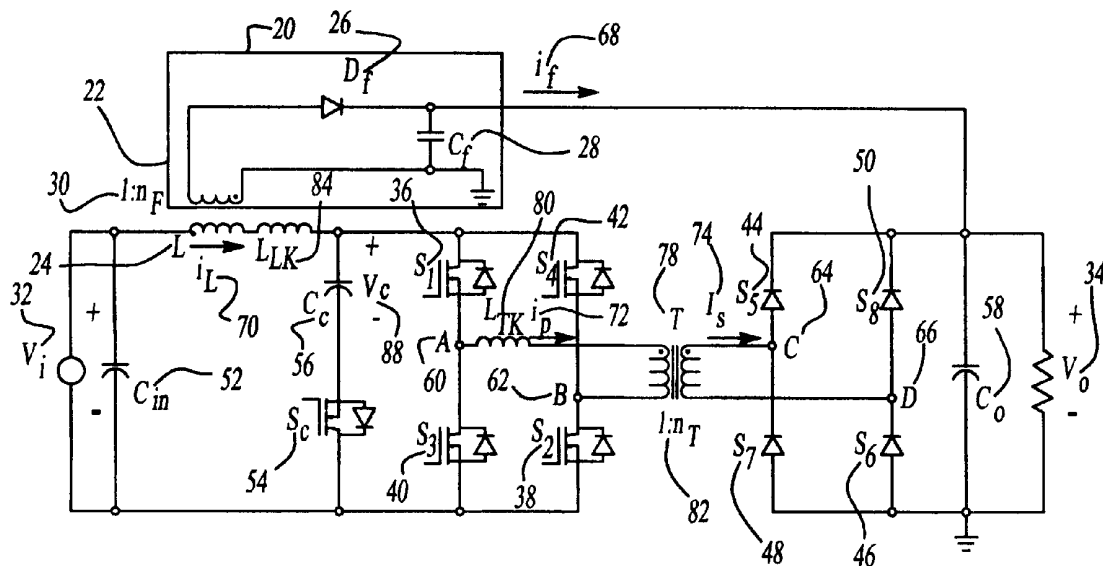 20
26
68
D_f
i_f
22
C_f
28
50
30
1:n_F
84
36
80
42
74
44
24
L
L_LK
S_1
S_4
78
64
34
32
i_L
+
V_c
-
L_TK
i_p
72
T
I_s
S_5
S_8
58
+
V_i
+
70
C_c
56
88
A
60
C
66
V_o
-
C_in
52
62
B
D
C_o
-
S_c
54
S_3
40
S_2
38
1:n_T
82
S_7
48
S_6
46